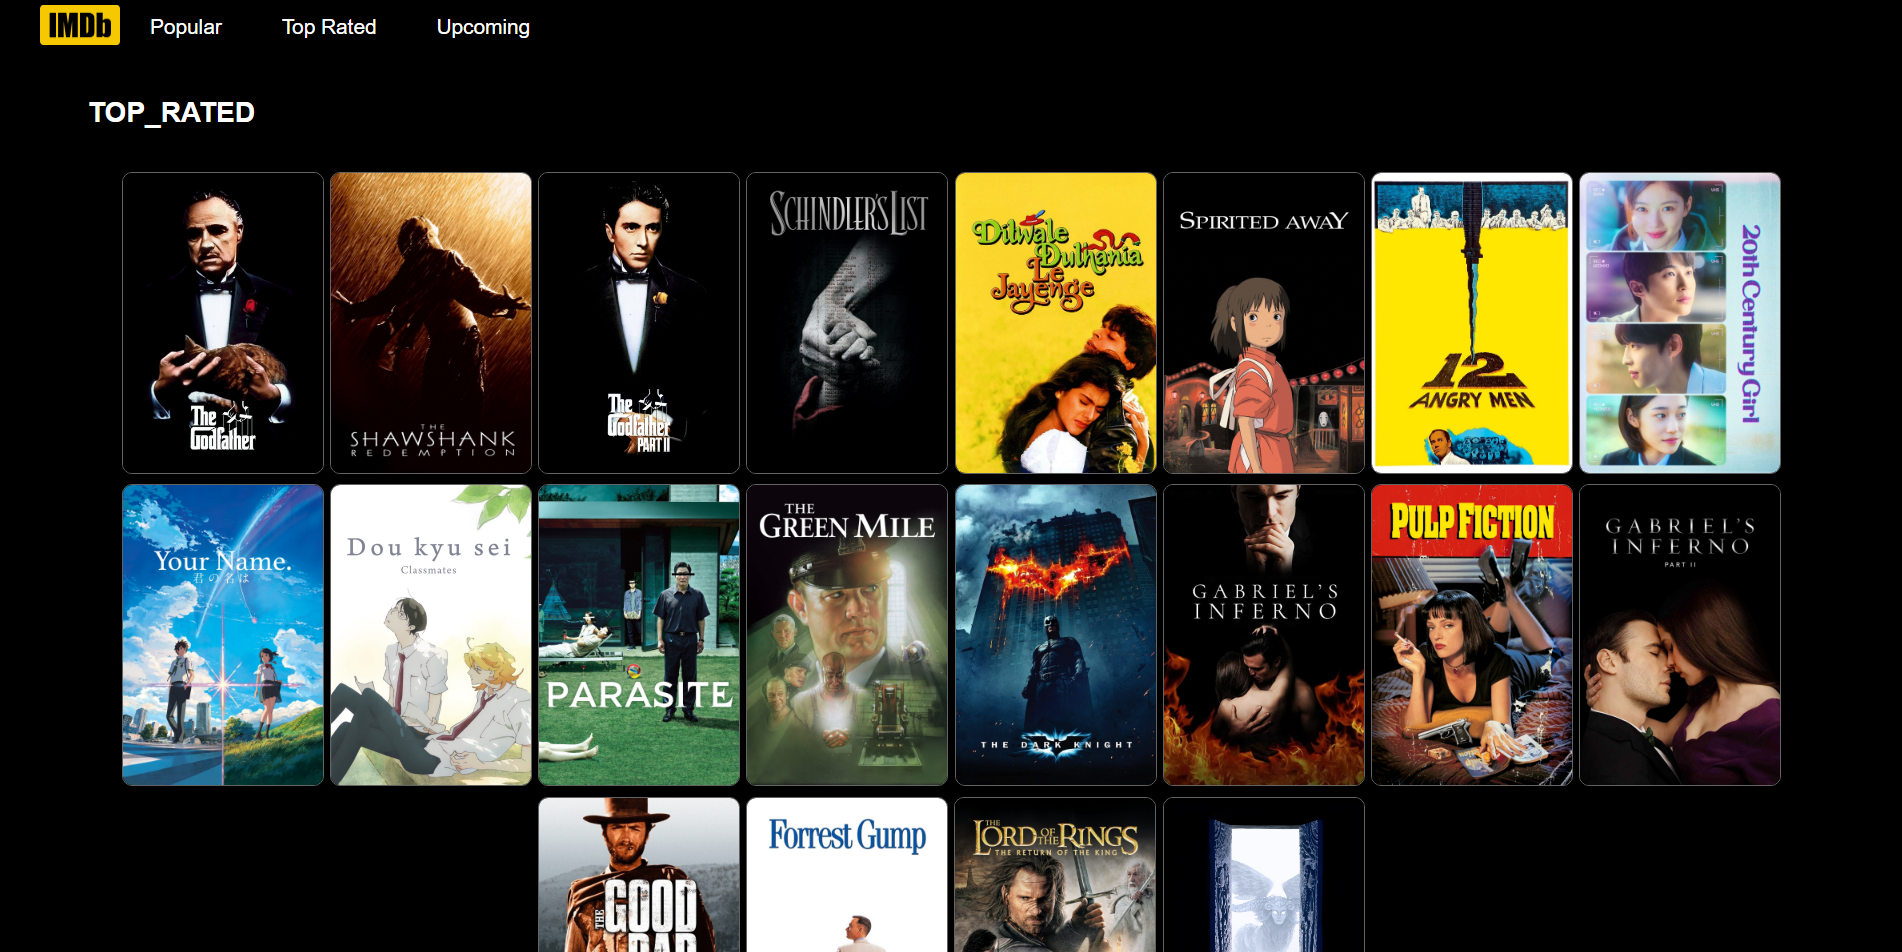 IMDb
Popular
Top Rated
Upcoming
TOP_RATED
The
Godfather
THE
SHAWSHANK
REDEMPTION
The
Godfather
PART II
SCHINDLER'S LIST
Dilwale
Dulhania
Le
Jayenge
SPIRITED AWAY
12
ANGRY MEN
20th Century Girl
Your Name.
君の名は
Dou kyu sei
Classmates
PARASITE
THE
GREEN MILE
THE DARK KNIGHT
GABRIEL'S
INFERNO
PULP FICTION
GABRIEL'S
INFERNO
PART II
THE
GOOD
BAD
Forrest Gump
THE
LORD OF THE RINGS
THE RETURN OF THE KING